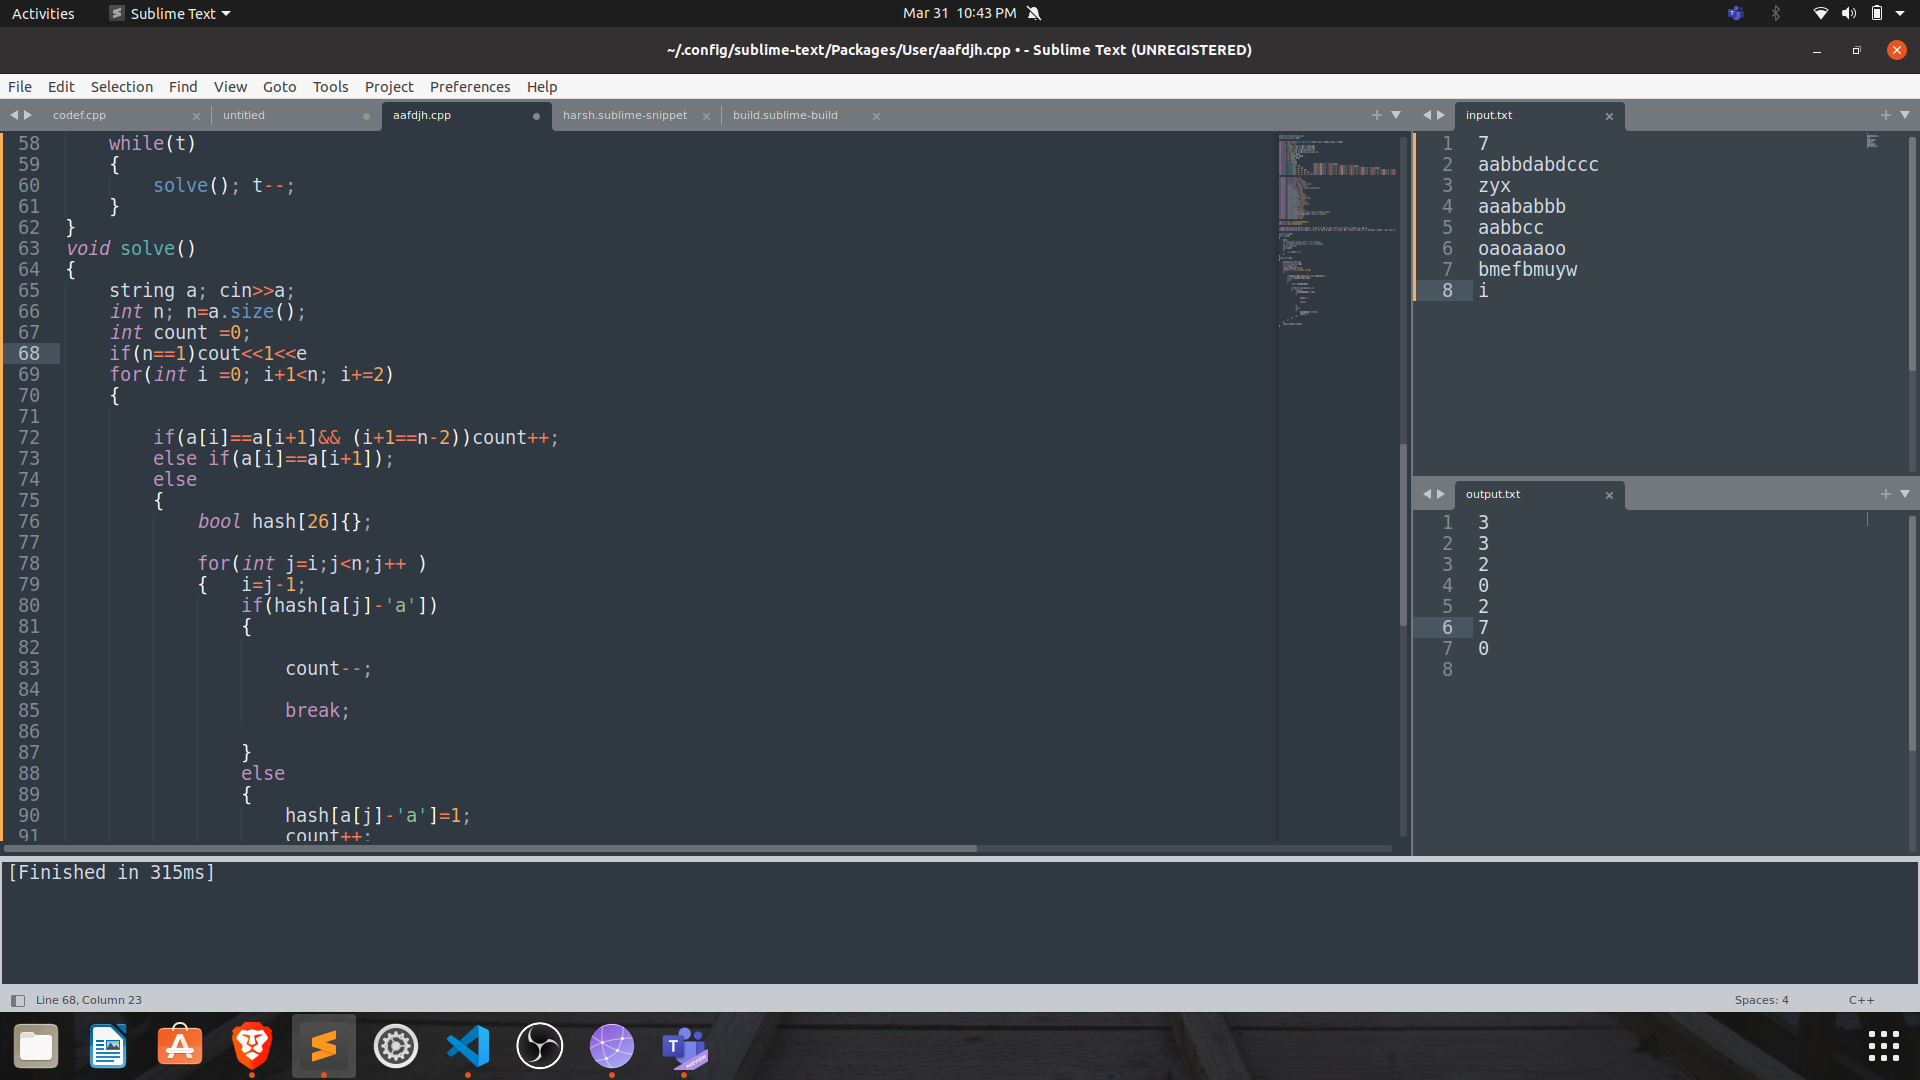 Activities
Sublime Text
Mar 31 10:43 PM
~/.config/sublime-text/Packages/User/aafdjh.cpp • - Sublime Text (UNREGISTERED)
File Edit Selection Find View Goto Tools Project Preferences Help
codef.cpp
untitled
aafdjh.cpp
harsh.sublime-snippet
build.sublime-build
58 while(t)
59 {
60 solve(); t--;
61 }
62 }
63 void solve()
64 {
65 string a; cin>>a;
66 int n; n=a.size();
67 int count =0;
68 if(n==1)cout<<1<<e
69 for(int i =0; i+1<n; i+=2)
70 {
71
72 if(a[i]==a[i+1]&& (i+1==n-2))count++;
73 else if(a[i]==a[i+1]);
74 else
75 {
76 bool hash[26]{};
77
78 for(int j=i;j<n;j++ )
79 { i=j-1;
80 if(hash[a[j]-'a'])
81 {
82
83 count--;
84
85 break;
86
87 }
88 else
89 {
90 hash[a[j]-'a']=1;
91 count++;
input.txt
1 7
2 aabbdabdccc
3 zyx
4 aaababbb
5 aabbcc
6 oaoaaaoo
7 bmefbmuyw
8 i
output.txt
1 3
2 3
3 2
4 0
5 2
6 7
7 0
8
[Finished in 315ms]
Line 68, Column 23
Spaces: 4
C++
T
PREVIEW